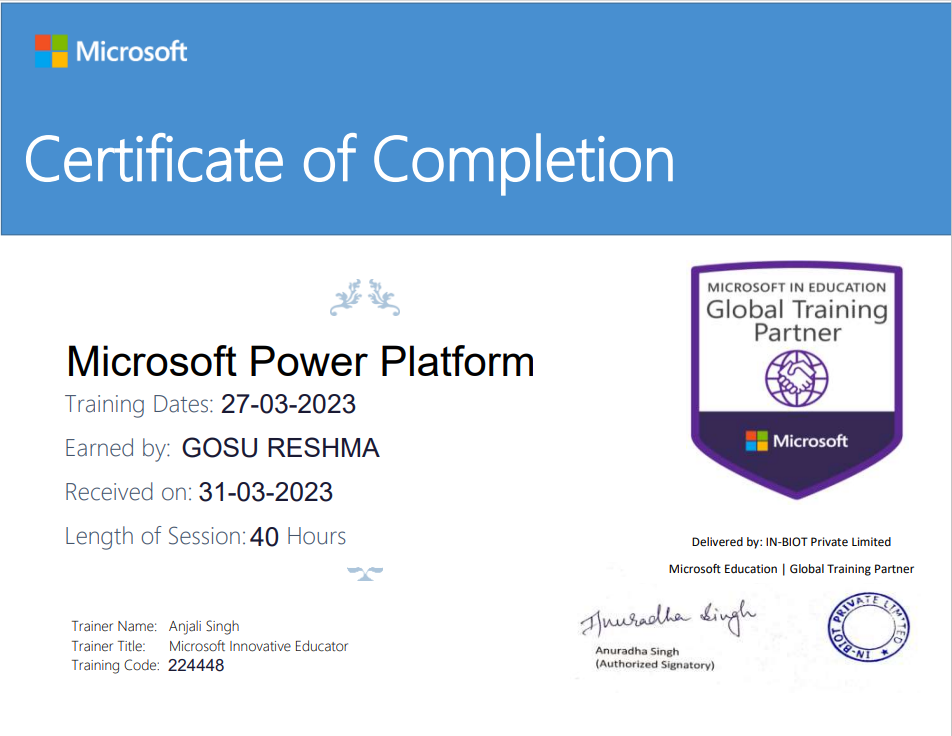 Microsoft
Certificate of Completion
MICROSOFT IN EDUCATION
Global Training
Partner
Microsoft
Microsoft Power Platform
Training Dates: 27-03-2023
Earned by: GOSU RESHMA
Received on: 31-03-2023
Length of Session: 40 Hours
Delivered by: IN-BIOT Private Limited
Microsoft Education | Global Training Partner
Trainer Name: Anjali Singh
Trainer Title: Microsoft Innovative Educator
Training Code: 224448
Anuradha Singh
Anuradha Singh
(Authorized Signatory)
IN-BIOT PRIVATE LIMITED